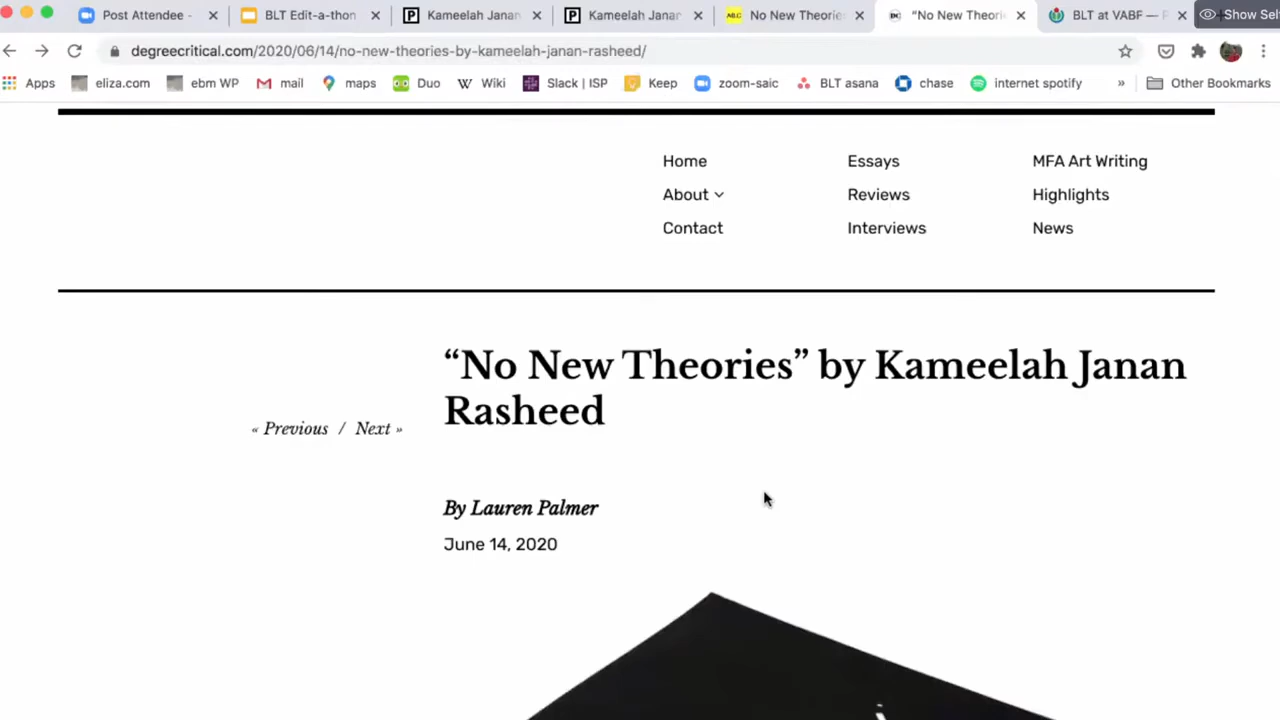 Post Attendee -
BLT Edit-a-thon
P
Kameelah Janan
P
Kameelah Janan
No New Theorie
"No New Theori
BLT at VABF —
Show Sel
degreecritical.com/2020/06/14/no-new-theories-by-kameelah-janan-rasheed/
Apps
eliza.com
ebm WP
mail
maps
Duo
W
Wiki
Slack | ISP
Keep
zoom-saic
BLT asana
chase
internet spotify
»
Other Bookmarks
Home
Essays
MFA Art Writing
About
Reviews
Highlights
Contact
Interviews
News
“No New Theories” by Kameelah Janan
Rasheed
« Previous / Next »
By Lauren Palmer
June 14, 2020